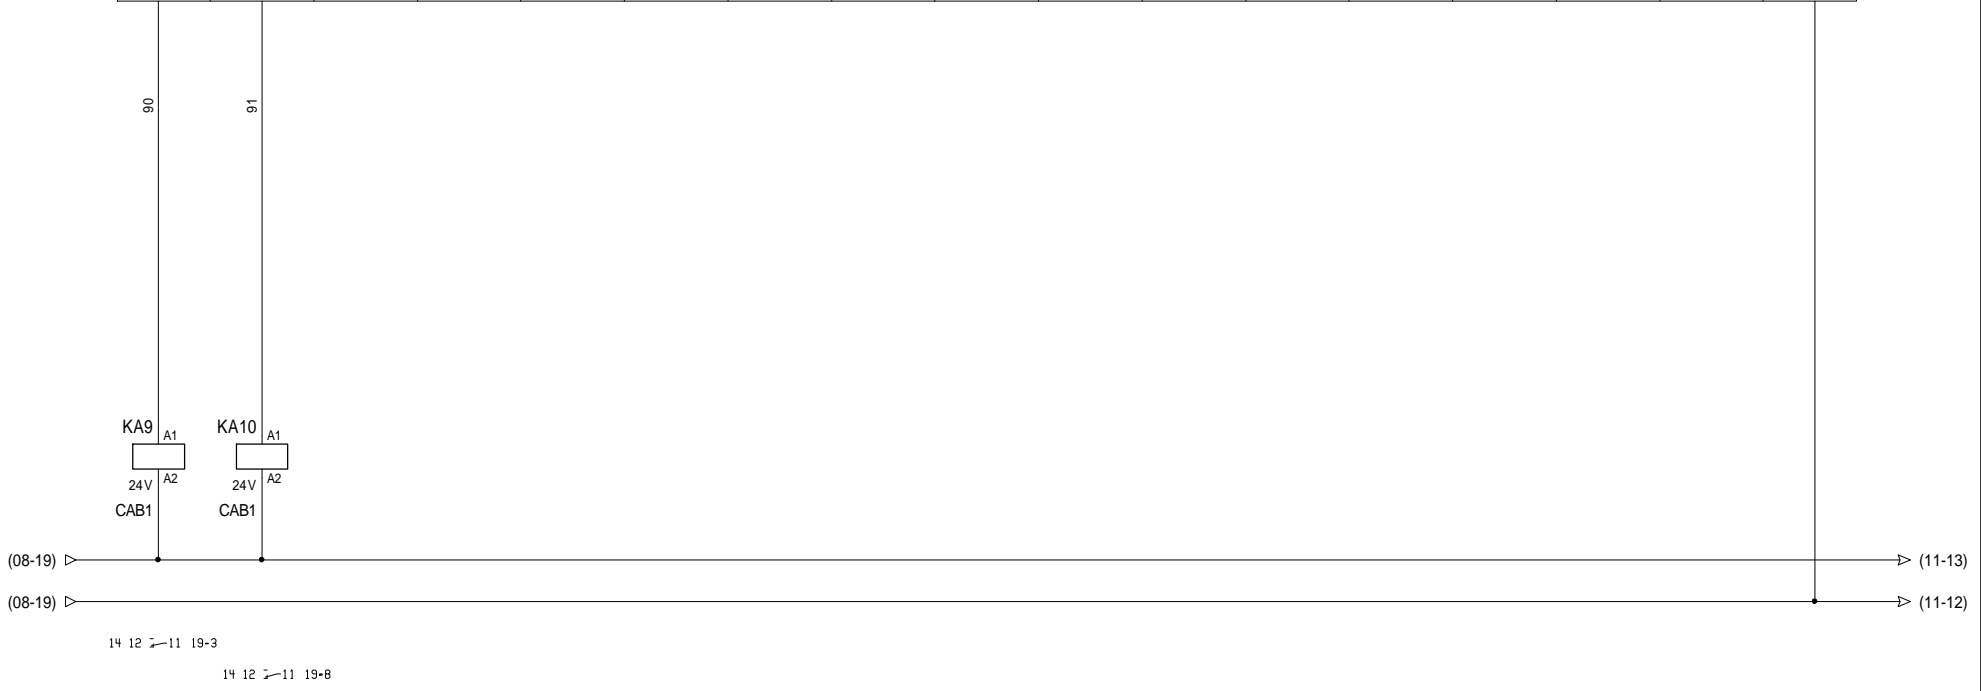 90
91
KA9 A1
KA10 A1
A2
A2
24V
24V
CAB1
CAB1
(08-19)
(11-13)
(08-19)
(11-12)
14 12 11 19-3
14 12 11 19-8